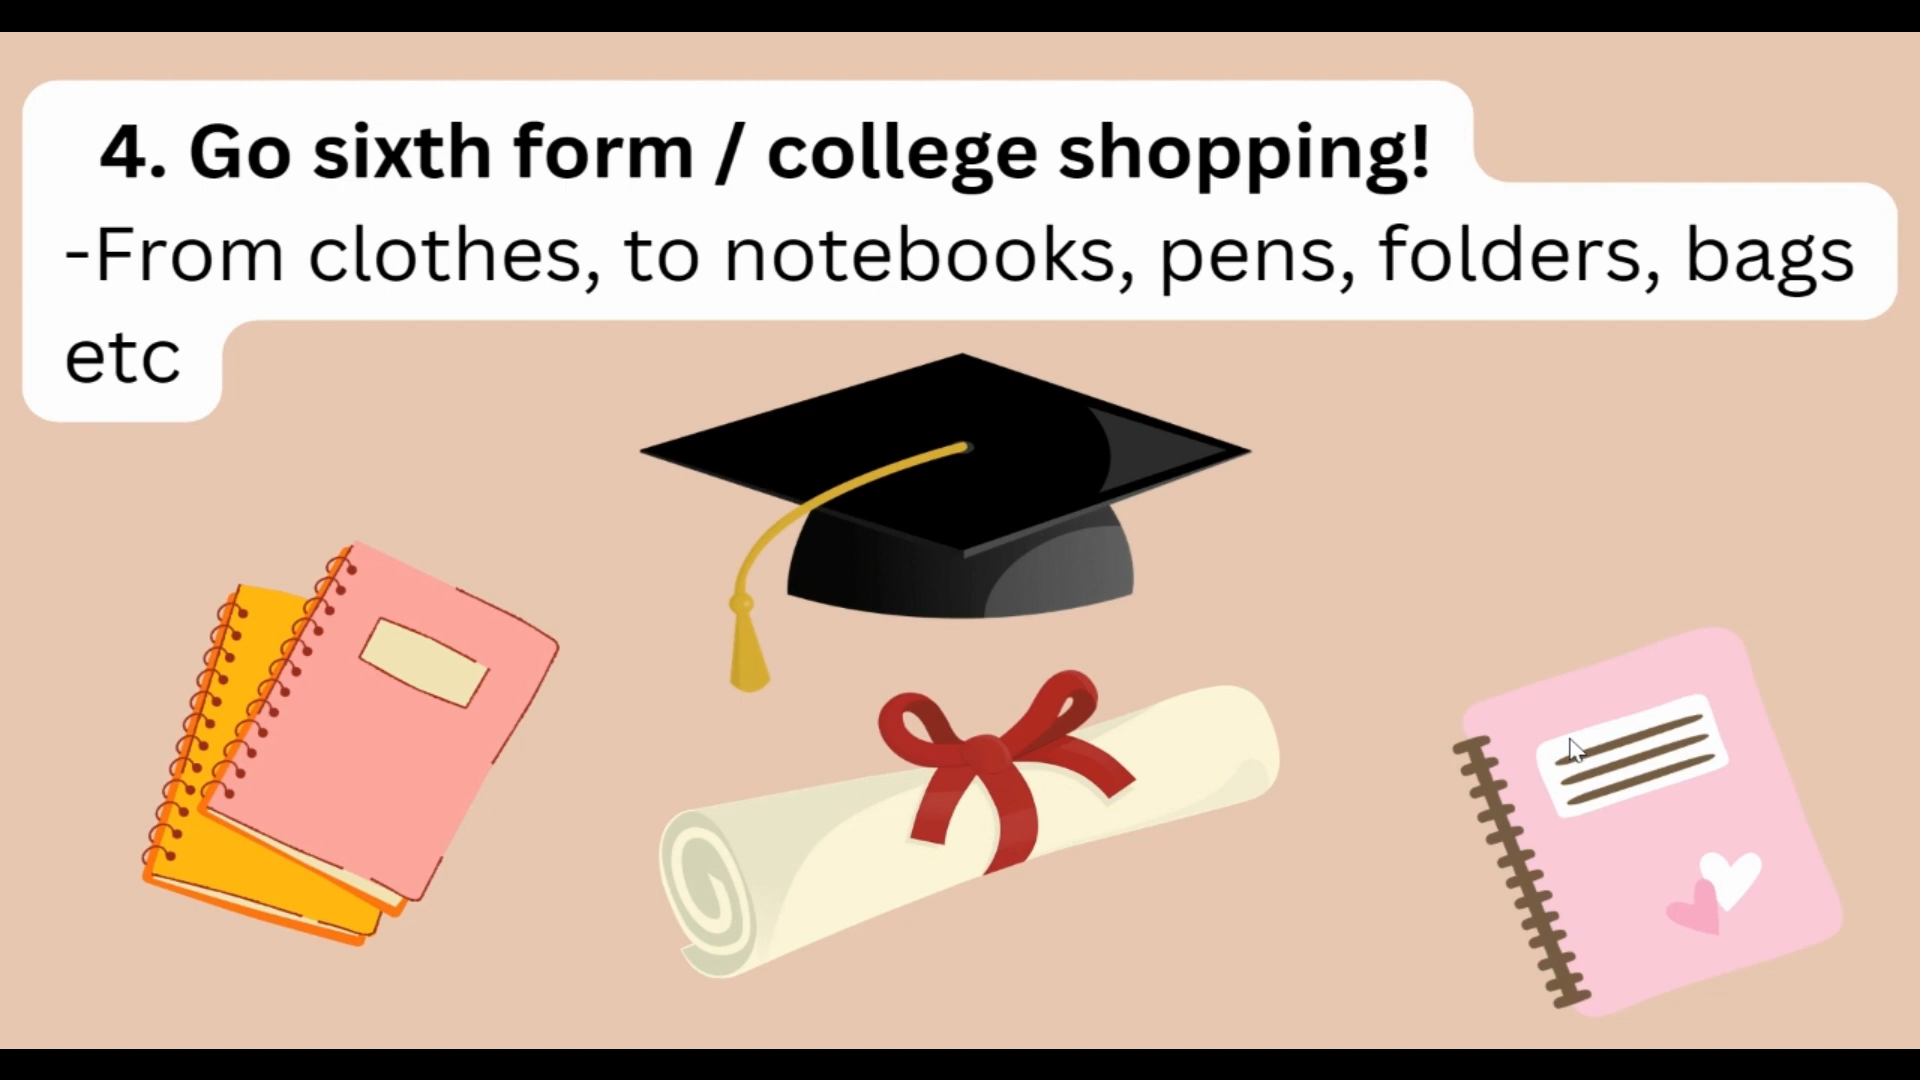 4. Go sixth form / college shopping!
-From clothes, to notebooks, pens, folders, bags
etc